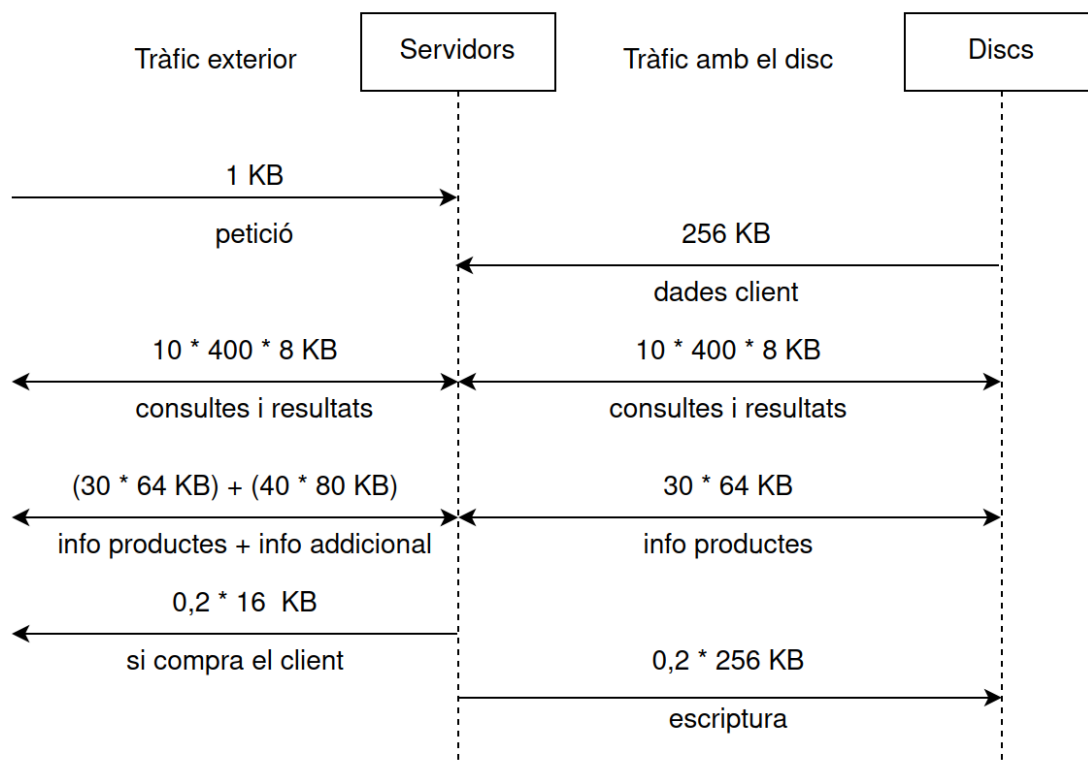 Tràfic exterior
Servidors
Tràfic amb el disc
Discs
1 KB
petició
256 KB
dades client
10 * 400 * 8 KB
10 * 400 * 8 KB
consultes i resultats
consultes i resultats
(30 * 64 KB) + (40 * 80 KB)
30 * 64 KB
info productes + info addicional
info productes
0,2 * 16 KB
si compra el client
0,2 * 256 KB
escriptura